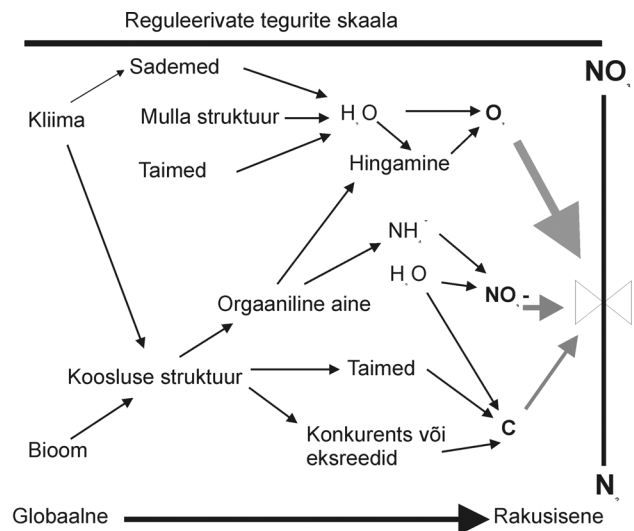 Reguleerivate tegurite skaala
Sademed
NO
Kliima
Mulla struktuur
H O
O
Taimed
Hingamine
NH
H O
Orgaaniline aine
NO -
Koosluse struktuur
Taimed
C
Konkurents või
eksreedid
Bioom
N
Globaalne
Rakusisene